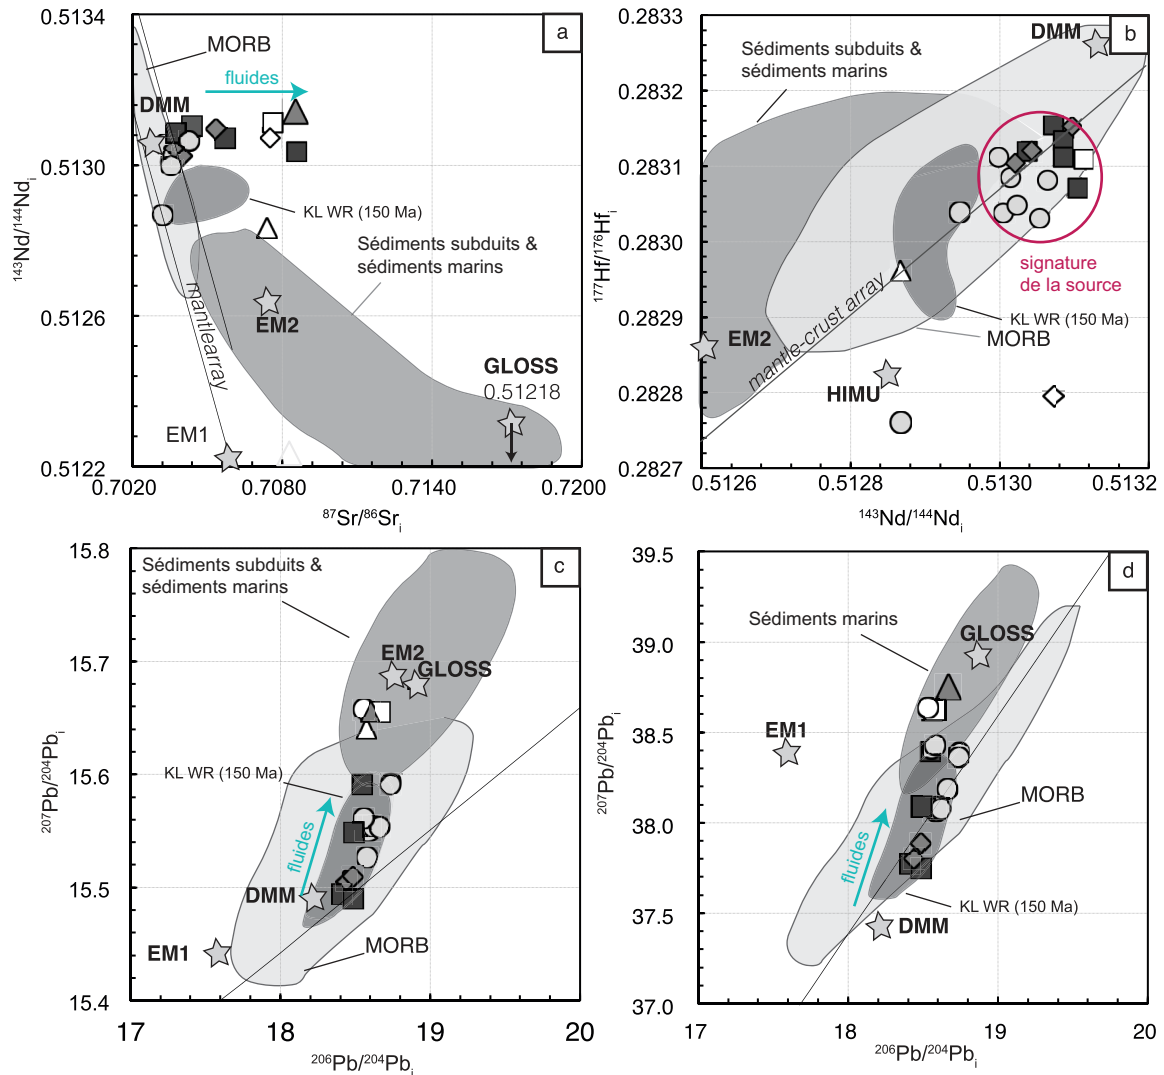 a
0.5134
0.5130
0.5126
0.5122
143Nd/144Ndi
MORB
fluides
DMM
KL WR (150 Ma)
Sédiments subduits &
sédiments marins
mantlearray
EM2
GLOSS
0.51218
EM1
0.7020
0.7080
0.7140
0.7200
87Sr/86Sri
b
0.2833
0.2832
0.2831
0.2830
0.2829
0.2828
0.2827
177Hf/176Hfi
DMM
Sédiments subduits &
sédiments marins
signature
de la source
KL WR (150 Ma)
MORB
mantle-crust array
EM2
HIMU
0.5126
0.5128
0.5130
0.5132
143Nd/144Ndi
c
15.8
15.7
15.6
15.5
15.4
207Pb/204Pbi
Sédiments subduits &
sédiments marins
EM2
GLOSS
KL WR (150 Ma)
fluides
DMM
EM1
MORB
17
18
19
20
206Pb/204Pbi
d
39.5
39.0
38.5
38.0
37.5
37.0
207Pb/204Pbi
Sédiments marins
GLOSS
EM1
MORB
fluides
KL WR (150 Ma)
DMM
17
18
19
20
206Pb/204Pbi